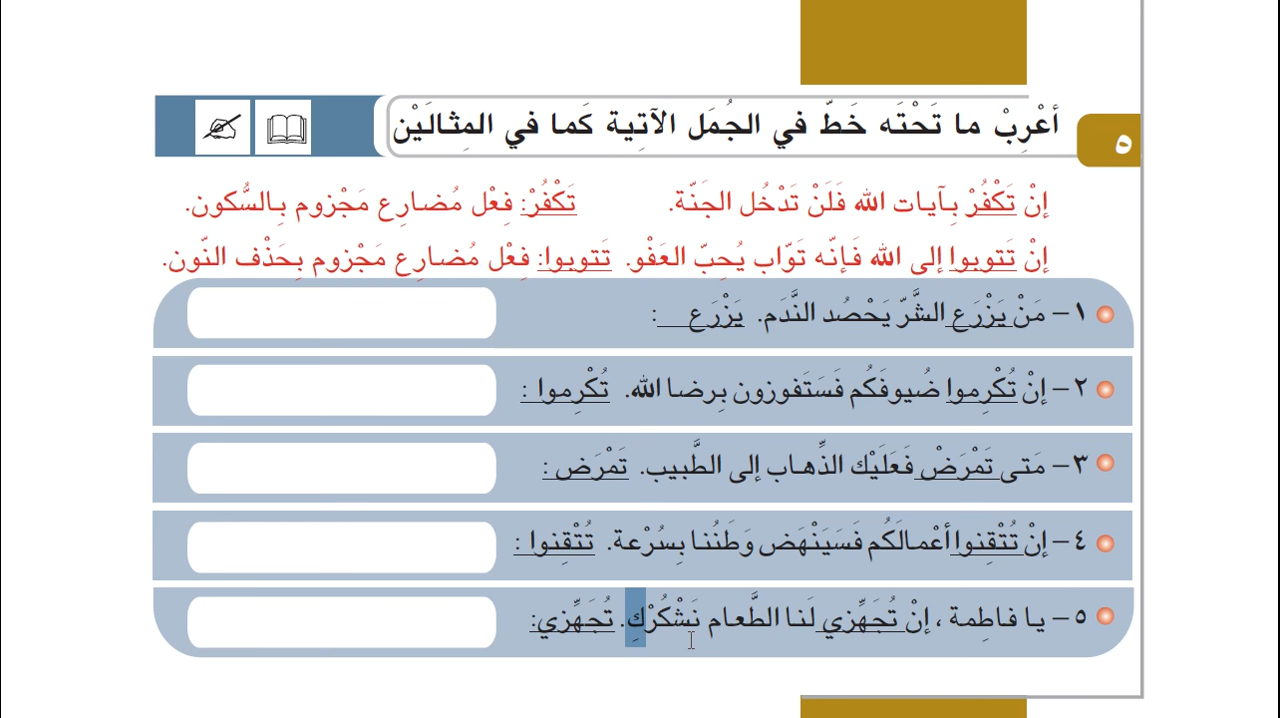 ٥
أعْرِبْ ما تَحْتَه خَطّ في الجُمَل الآتِية كَما في المِثالَيْن
إنْ تَكْفُرْ بِآيات الله فَلَنْ تَدْخُل الجَنّة. تَكْفُرْ: فِعْل مُضارِع مَجْزوم بِالسُّكون.
إنْ تَتوبوا إلى الله فَإنّه تَوّاب يُحِبّ العَفْو. تَتوبوا: فِعْل مُضارِع مَجْزوم بِحَذْف النّون.
١ – مَنْ يَزْرَع الشَّرّ يَحْصُد النَّدَم. يَزْرَع :
٢ – إنْ تُكْرِموا ضُيوفَكُم فَسَتَفوزون بِرِضا الله. تُكْرِموا :
٣ – مَتى تَمْرَضْ فَعَلَيْك الذِّهاب إلى الطَّبيب. تَمْرَض :
٤ – إنْ تُتْقِنوا أعْمالَكُم فَسَيَنْهَض وَطَنُنا بِسُرْعة. تُتْقِنوا :
٥ – يا فاطِمة ، إنْ تُجَهِّزي لَنا الطَّعام نَشْكُرْكِ. تُجَهِّزي: